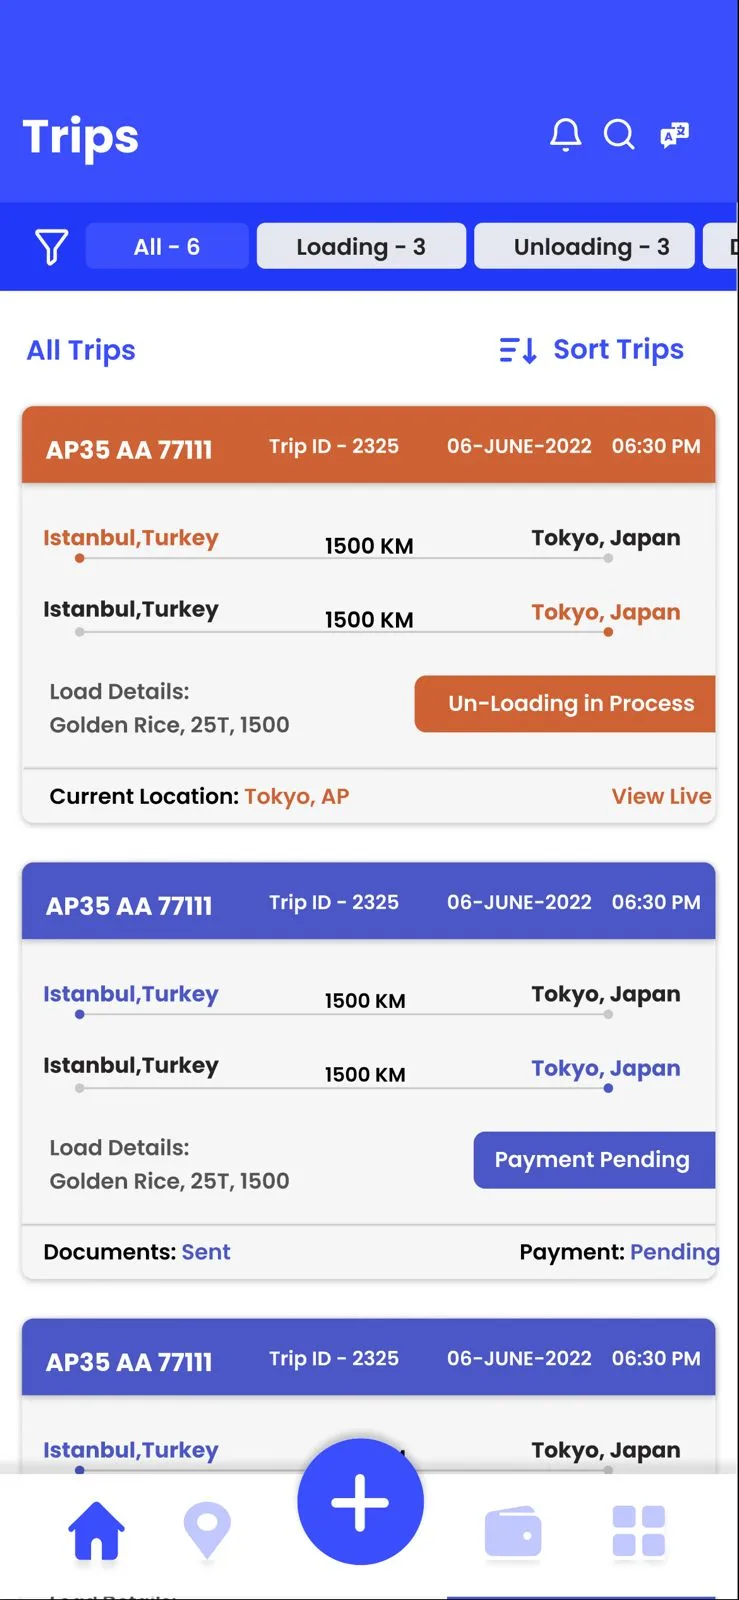 Trips
All - 6 Loading - 3 Unloading - 3
All Trips Sort Trips
AP35 AA 77111 Trip ID - 2325 06-JUNE-2022 06:30 PM
Istanbul,Turkey 1500 KM Tokyo, Japan
Istanbul,Turkey 1500 KM Tokyo, Japan
Load Details:
Golden Rice, 25T, 1500
Un-Loading in Process
Current Location: Tokyo, AP View Live
AP35 AA 77111 Trip ID - 2325 06-JUNE-2022 06:30 PM
Istanbul,Turkey 1500 KM Tokyo, Japan
Istanbul,Turkey 1500 KM Tokyo, Japan
Load Details:
Golden Rice, 25T, 1500
Payment Pending
Documents: Sent Payment: Pending
AP35 AA 77111 Trip ID - 2325 06-JUNE-2022 06:30 PM
Istanbul,Turkey Tokyo, Japan